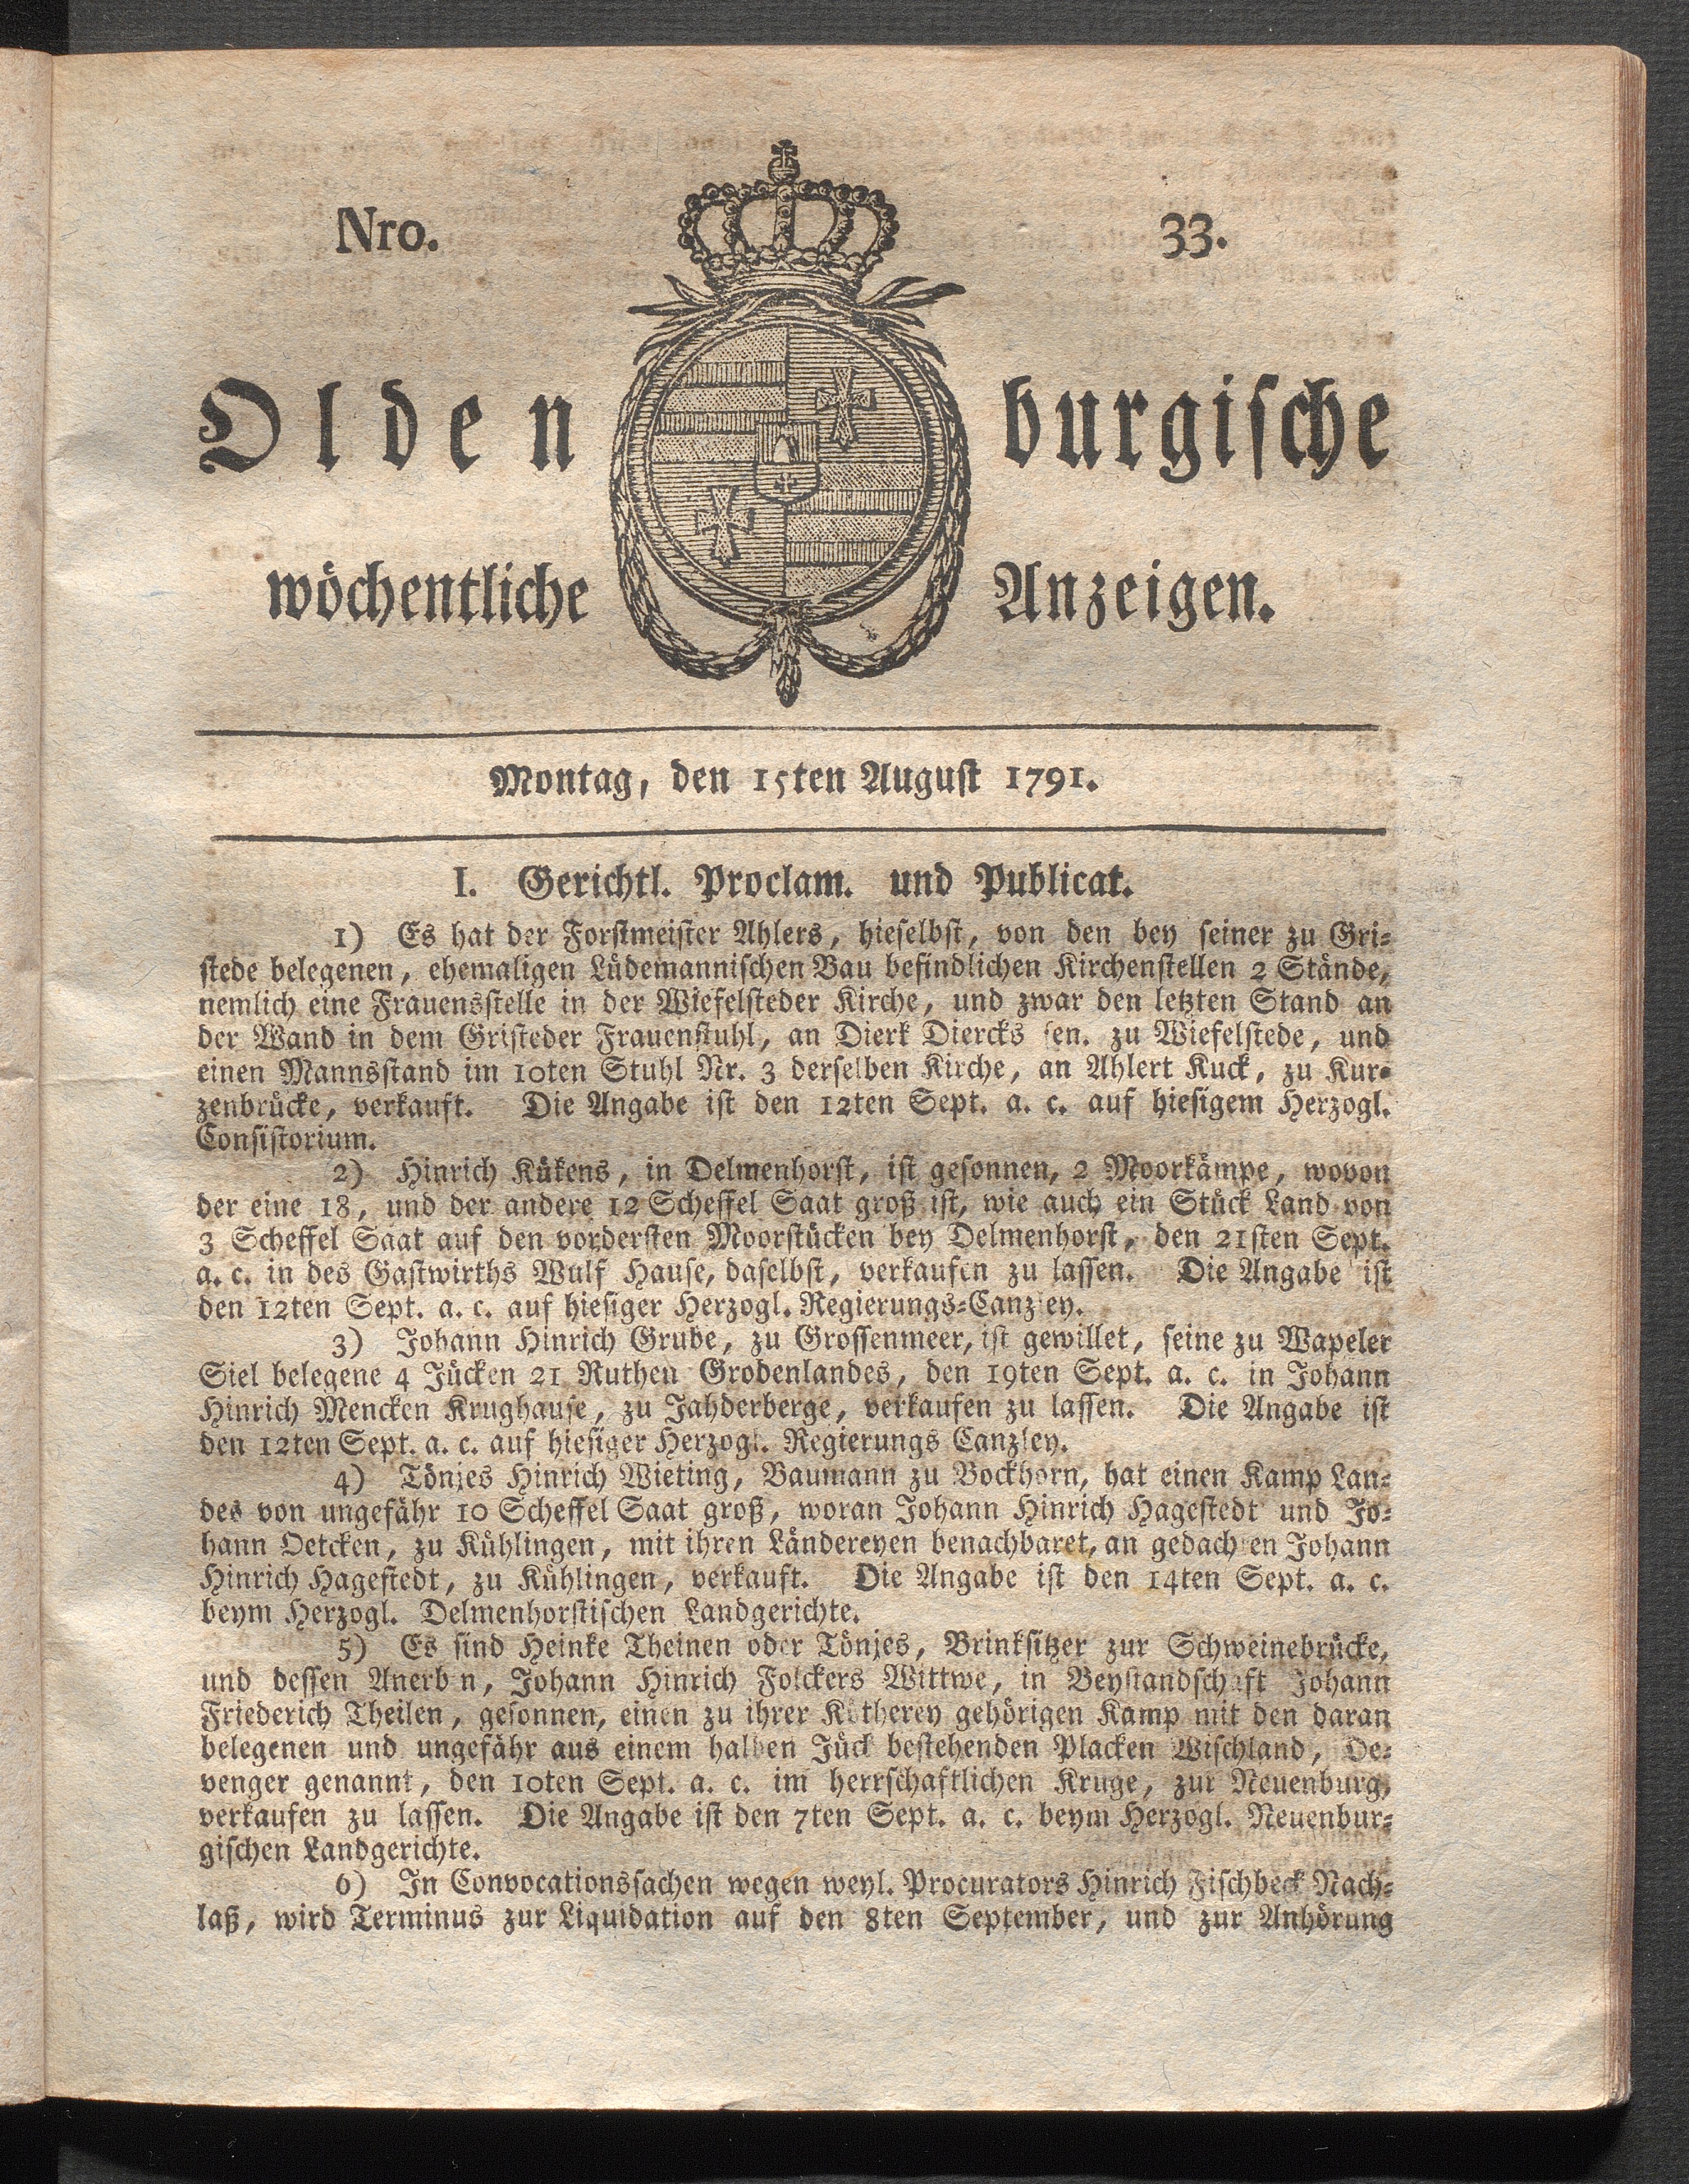 Nro. 33.
Olden burgische
wöchentliche Anzeigen.
Montag, den 15ten August 1791.
I. Gerichtl. Proclam. und Publicat.
1) Es hat der Forstmeister Ahlers, hieselbst, von den bey seiner zu Gri-
stede belegenen, ehemaligen Lüdemannischen Bau befindlichen Kirchenstellen 2 Stände,
nemlich eine Frauensstelle in der Wiefelsteder Kirche, und zwar den letzten Stand an
der Wand in dem Gristeder Frauenstuhl, an Dierk Diercks sen. zu Wiefelstede, und
einen Mannsstand im 10ten Stuhl Nr. 3 derselben Kirche, an Ahlert Kuck, zu Kur-
zenbrücke, verkauft. Die Angabe ist den 12ten Sept. a. c. auf hiesigem Herzogl.
Consistorium.
2) Hinrich Kükens, in Delmenhorst, ist gesonnen, 2 Moorkämpe, wovon
der eine 18, und der andere 12 Scheffel Saat groß ist, wie auch ein Stück Land von
3 Scheffel Saat auf den vordersten Moorstücken bey Delmenhorst, den 21sten Sept.
a. c. in des Gastwirths Wulf Hause, daselbst, verkaufen zu lassen. Die Angabe ist
den 12ten Sept. a. c. auf hiesiger Herzogl. Regierungs-Canzley.
3) Johann Hinrich Grube, zu Grossenmeer, ist gewillet, seine zu Wapeler
Siel belegene 4 Jücken 21 Ruthen Grodenlandes, den 19ten Sept. a. c. in Johann
Hinrich Mencken Krughause, zu Jahderberge, verkaufen zu lassen. Die Angabe ist
den 12ten Sept. a. c. auf hiesiger Herzogl. Regierungs Canzley.
4) Tönjes Hinrich Wieting, Baumann zu Bockhorn, hat einen Kamp Lan-
des von ungefähr 10 Scheffel Saat groß, woran Johann Hinrich Hagestedt und Jo-
hann Oetcken, zu Kühlingen, mit ihren Ländereyen benachbaret, an gedachten Johann
Hinrich Hagestedt, zu Kühlingen, verkauft. Die Angabe ist den 14ten Sept. a. c.
beym Herzogl. Delmenhorstischen Landgerichte.
5) Es sind Heinke Theinen oder Tönjes, Brinksitzer zur Schweinebrücke,
und dessen Anerben, Johann Hinrich Folckers Wittwe, in Beystandschaft Johann
Friederich Theilen, gesonnen, einen zu ihrer Kötherey gehörigen Kamp mit den daran
belegenen und ungefähr aus einem halben Jück bestehenden Placken Wischland, De-
venger genannt, den 10ten Sept. a. c. im herrschaftlichen Kruge, zur Neuenburg,
verkaufen zu lassen. Die Angabe ist den 7ten Sept. a. c. beym Herzogl. Neuenbur-
gischen Landgerichte.
6) In Convocationssachen wegen weyl. Procurators Hinrich Fischbeck Nach-
laß, wird Terminus zur Liquidation auf den 8ten September, und zur Anhörung